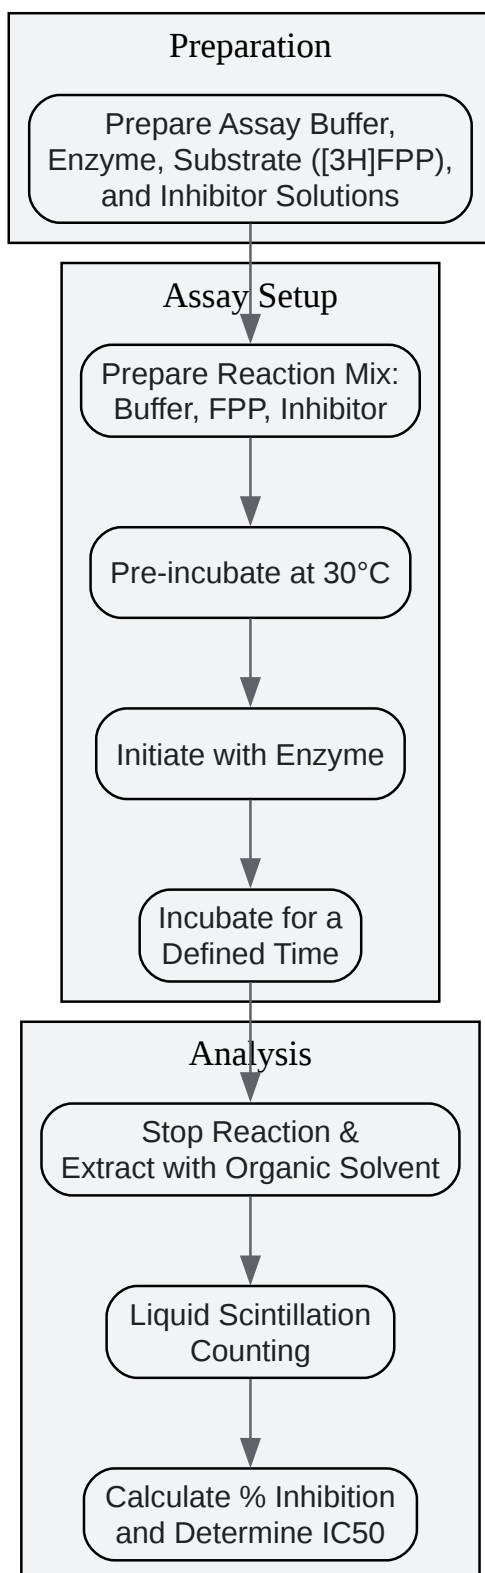 Preparation
Prepare Assay Buffer,
Enzyme, Substrate ([3H]FPP),
and Inhibitor Solutions
Assay Setup
Prepare Reaction Mix:
Buffer, FPP, Inhibitor
Pre-incubate at 30°C
Initiate with Enzyme
Incubate for a
Defined Time
Analysis
Stop Reaction &
Extract with Organic Solvent
Liquid Scintillation
Counting
Calculate % Inhibition
and Determine IC50